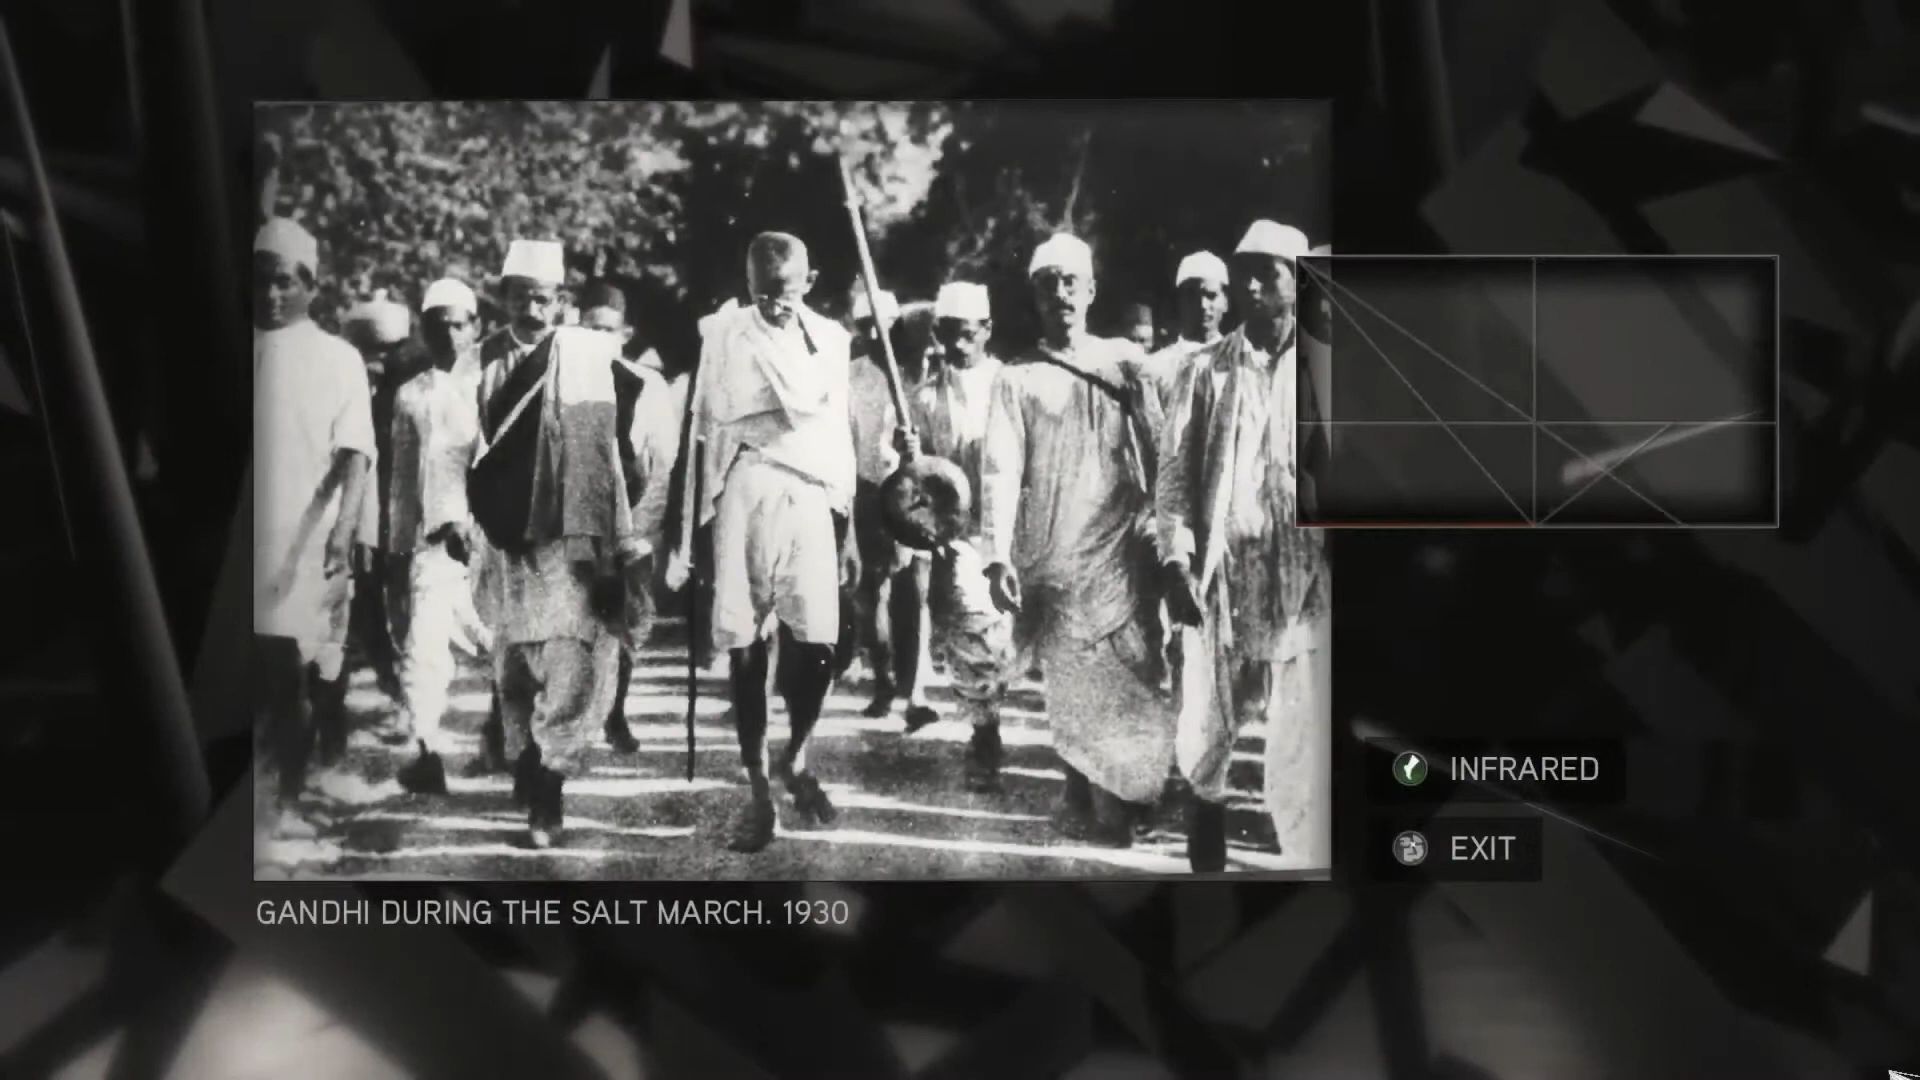 INFRARED
EXIT
GANDHI DURING THE SALT MARCH. 1930